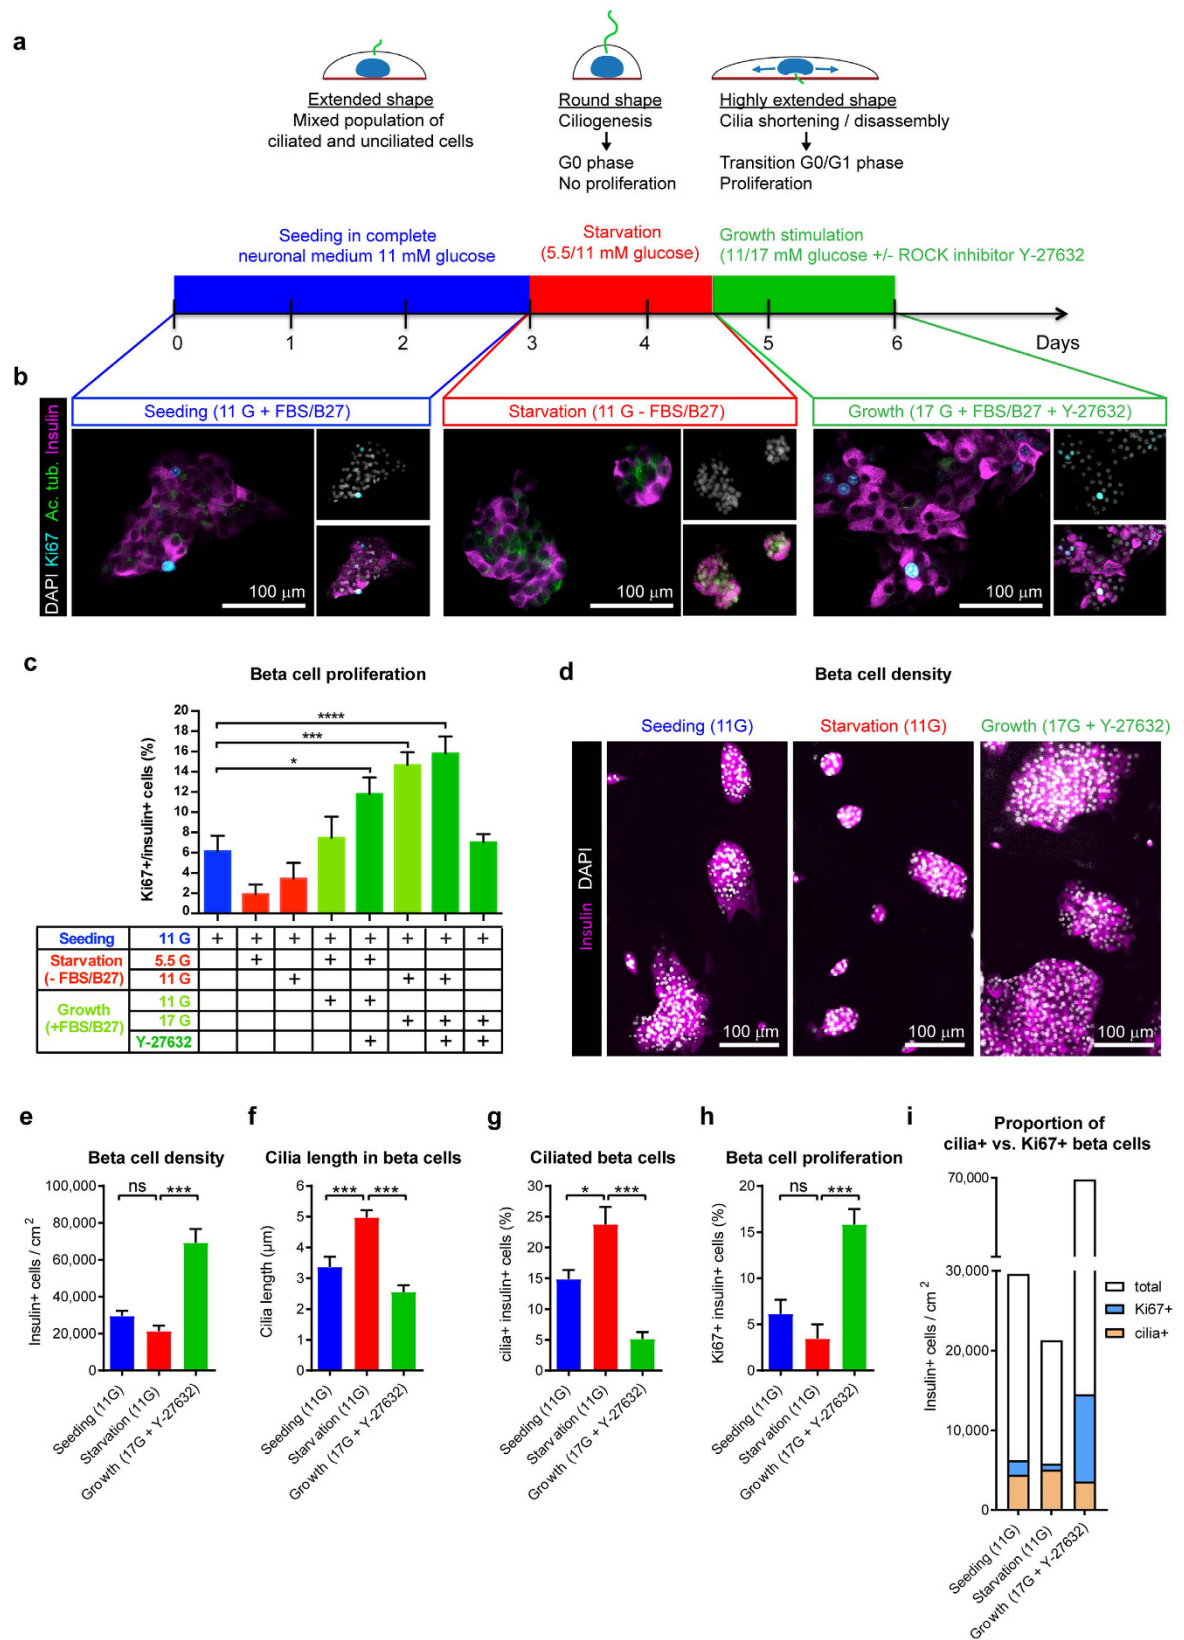 a
Extended shape
Mixed population of
ciliated and unciliated cells
Round shape
Ciliogenesis
G0 phase
No proliferation
Highly extended shape
Cilia shortening / disassembly
Transition G0/G1 phase
Proliferation
Seeding in complete
neuronal medium 11 mM glucose
Starvation
(5.5/11 mM glucose)
Growth stimulation
(11/17 mM glucose +/- ROCK inhibitor Y-27632
0 1 2 3 4 5 6 Days
b
Seeding (11 G + FBS/B27)
Starvation (11 G - FBS/B27)
Growth (17 G + FBS/B27 + Y-27632)
DAPI Ki67 Ac. tub. Insulin
100 µm
100 µm
100 µm
c
Beta cell proliferation
Ki67+/insulin+ cells (%)
20
18
16
14
12
10
8
6
4
2
0
****
***
*
Seeding 11 G + + + + + + + +
Starvation 5.5 G + + +
(- FBS/B27) 11 G + + +
Growth 11 G + +
(+FBS/B27) 17 G + + +
Y-27632 + + +
d
Beta cell density
Seeding (11G)
Starvation (11G)
Growth (17G + Y-27632)
Insulin DAPI
100 µm
100 µm
100 µm
e
Beta cell density
Insulin+ cells / cm2
100,000
80,000
60,000
40,000
20,000
0
ns ***
Seeding (11G)
Starvation (11G)
Growth (17G + Y-27632)
f
Cilia length in beta cells
Cilia length (µm)
6
5
4
3
2
1
0
*** ***
Seeding (11G)
Starvation (11G)
Growth (17G + Y-27632)
g
Ciliated beta cells
cilia+ insulin+ cells (%)
30
25
20
15
10
5
0
* ***
Seeding (11G)
Starvation (11G)
Growth (17G + Y-27632)
h
Beta cell proliferation
Ki67+ insulin+ cells (%)
20
15
10
5
0
ns ***
Seeding (11G)
Starvation (11G)
Growth (17G + Y-27632)
i
Proportion of
cilia+ vs. Ki67+ beta cells
Insulin+ cells / cm2
70,000
30,000
20,000
10,000
0
total
Ki67+
cilia+
Seeding (11G)
Starvation (11G)
Growth (17G + Y-27632)